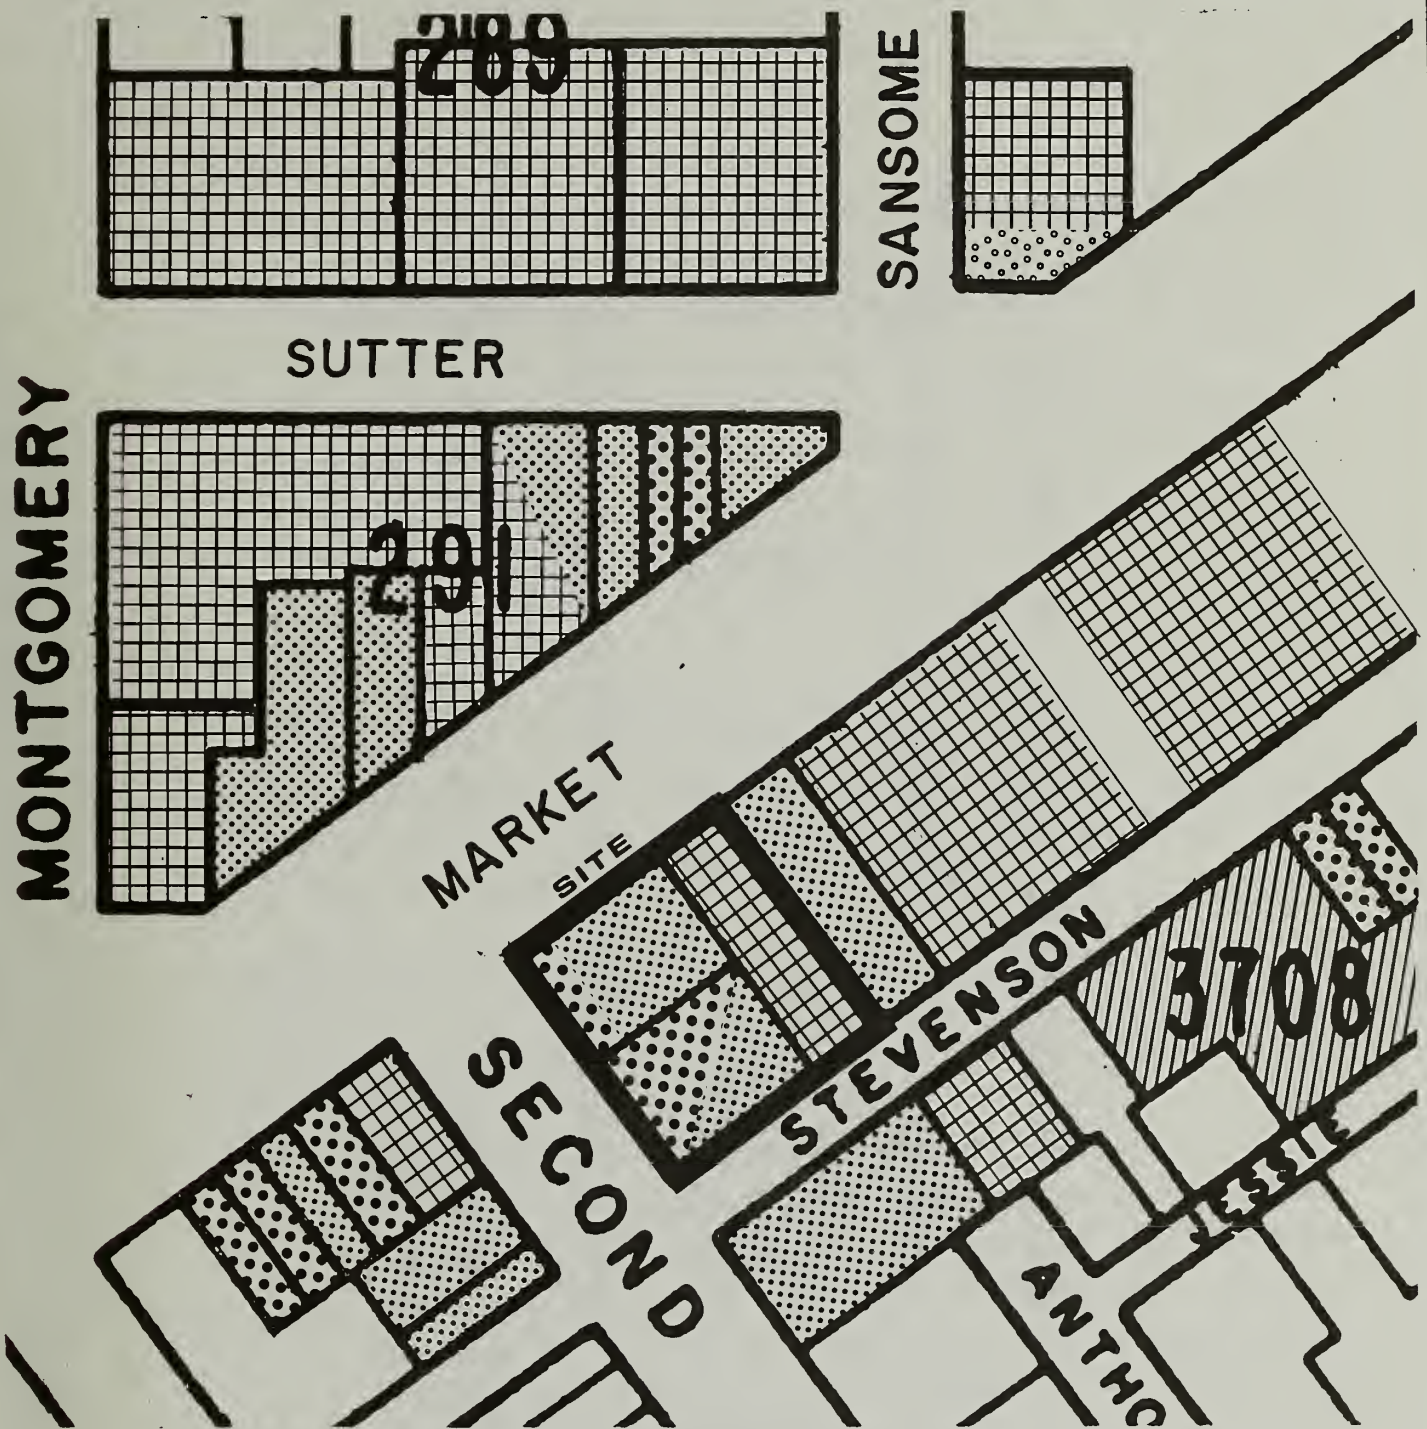 289
SANSOME
SUTTER
MONTGOMERY
291
MARKET
SITE
STEVENSON
3708
SECOND
JESSIE
ANTHO